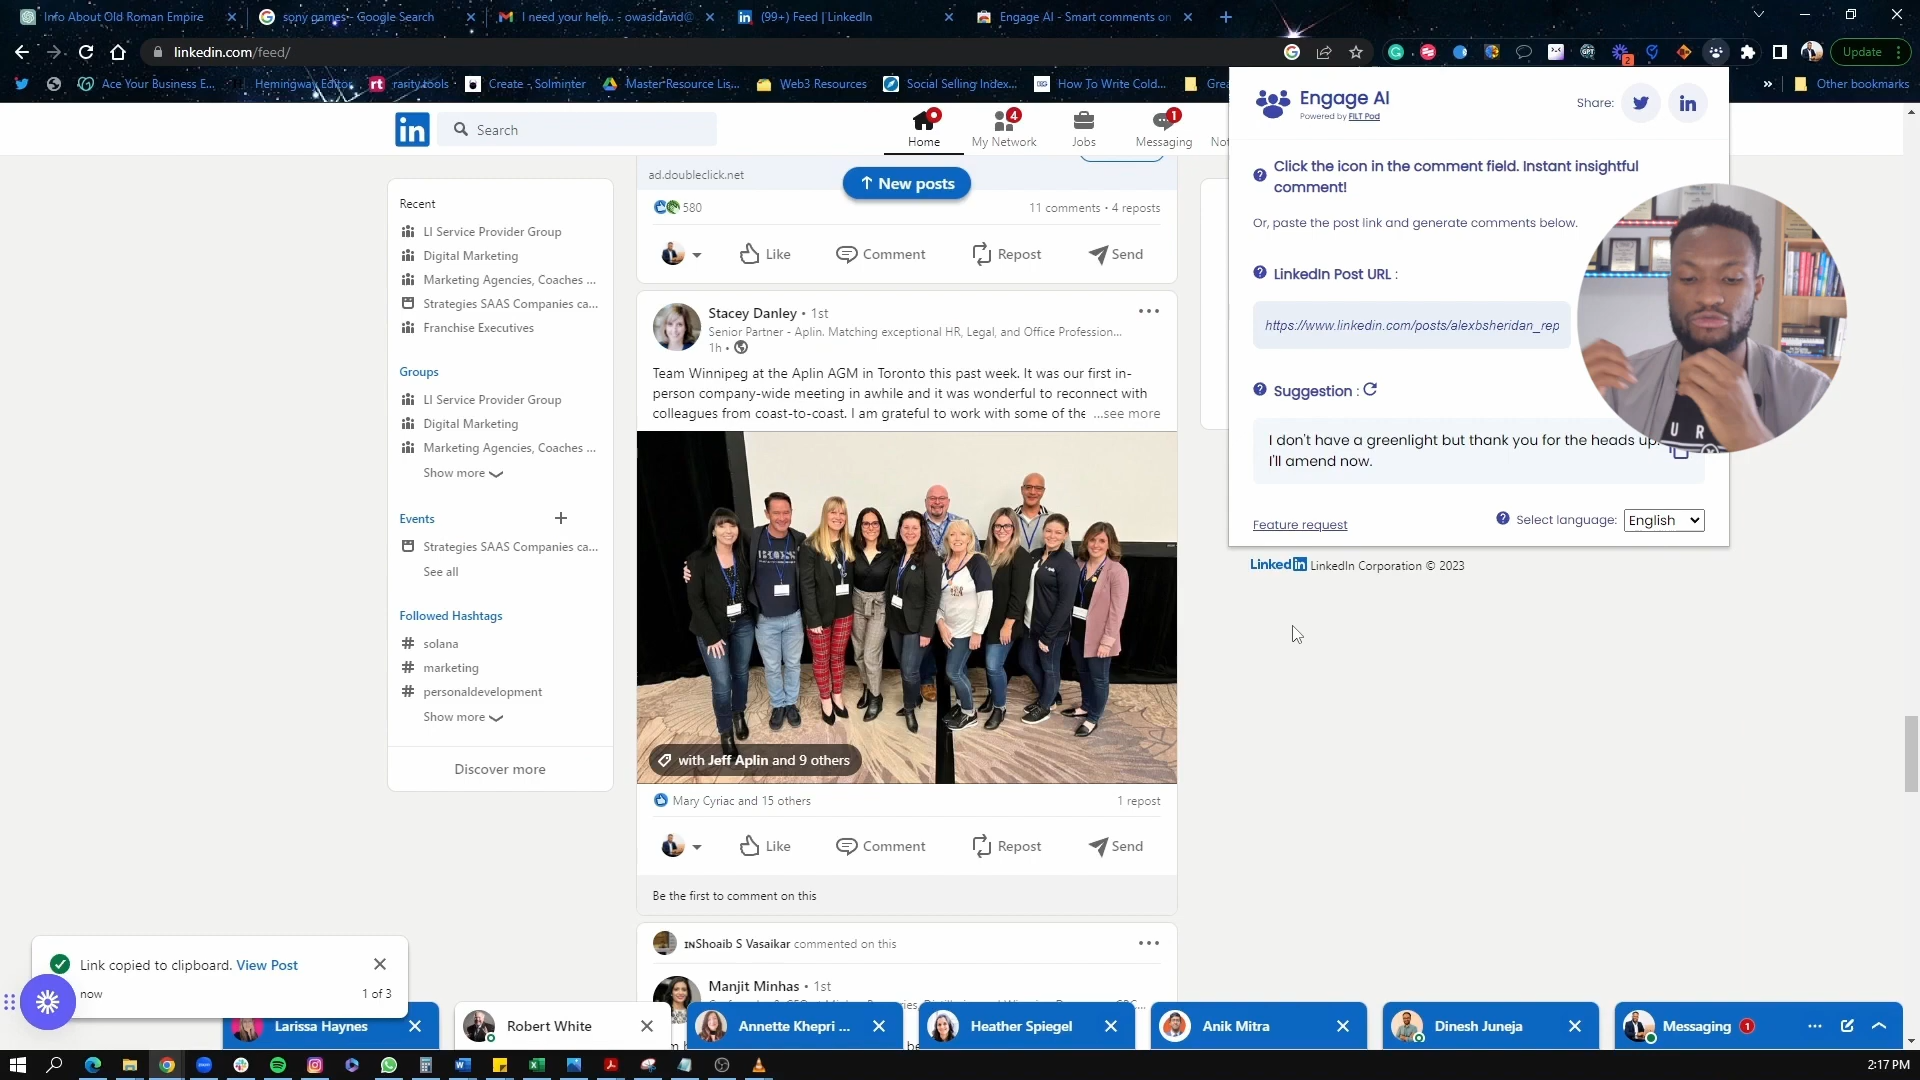 Info About Old Roman Empire
sony games - Google Search
I need your help.. - owasidavid@
(99+) Feed | LinkedIn
Engage AI - Smart comments on
linkedin.com/feed/
Update
Ace Your Business E...
Hemingway Editor
rarity.tools
Create - Solminter
Master Resource Lis...
Web3 Resources
Social Selling Index...
How To Write Cold...
Grea
Other bookmarks
Search
Home
4
My Network
Jobs
1
Messaging
Not
Recent
LI Service Provider Group
Digital Marketing
Marketing Agencies, Coaches ...
Strategies SAAS Companies ca...
Franchise Executives
Groups
LI Service Provider Group
Digital Marketing
Marketing Agencies, Coaches ...
Show more
Events
Strategies SAAS Companies ca...
See all
Followed Hashtags
# solana
# marketing
# personaldevelopment
Show more
Discover more
ad.doubleclick.net
New posts
580
11 comments • 4 reposts
Like
Comment
Repost
Send
Stacey Danley • 1st
Senior Partner - Aplin. Matching exceptional HR, Legal, and Office Profession...
1h •
Team Winnipeg at the Aplin AGM in Toronto this past week. It was our first in-
person company-wide meeting in awhile and it was wonderful to reconnect with
colleagues from coast-to-coast. I am grateful to work with some of the ...see more
with Jeff Aplin and 9 others
Mary Cyriac and 15 others
1 repost
Like
Comment
Repost
Send
Be the first to comment on this
Shoaib S Vasaikar commented on this
Manjit Minhas • 1st
Engage AI
Powered by FILT Pod
Share:
Click the icon in the comment field. Instant insightful
comment!
Or, paste the post link and generate comments below.
LinkedIn Post URL :
https://www.linkedin.com/posts/alexbsheridan_rep
Suggestion :
I don't have a greenlight but thank you for the heads up.
I'll amend now.
Feature request
Select language:
English
LinkedIn LinkedIn Corporation © 2023
Link copied to clipboard. View Post
now
1 of 3
Larissa Haynes
Robert White
Annette Khepri ...
Heather Spiegel
Anik Mitra
Dinesh Juneja
Messaging 1
2:17 PM